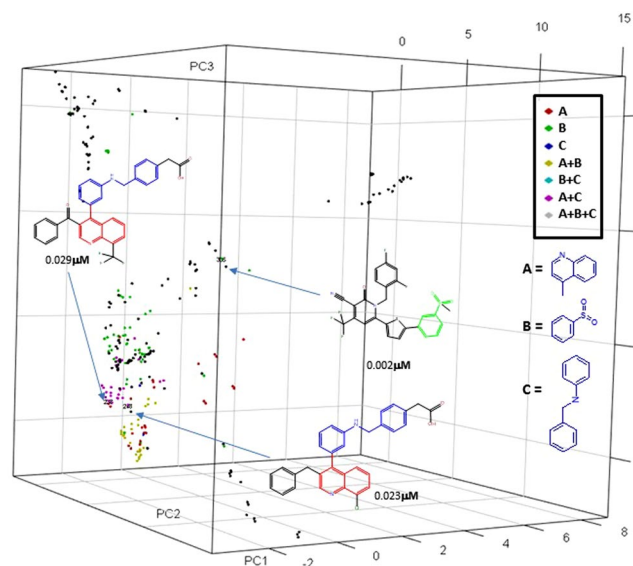 0
5
10
15
PC3
A
B
C
A+B
B+C
A+C
A+B+C
0.029µM
A =
N
B =
S
O
O
C =
N
0.002µM
0.023µM
PC2
PC1
-2
0
2
4
6
8